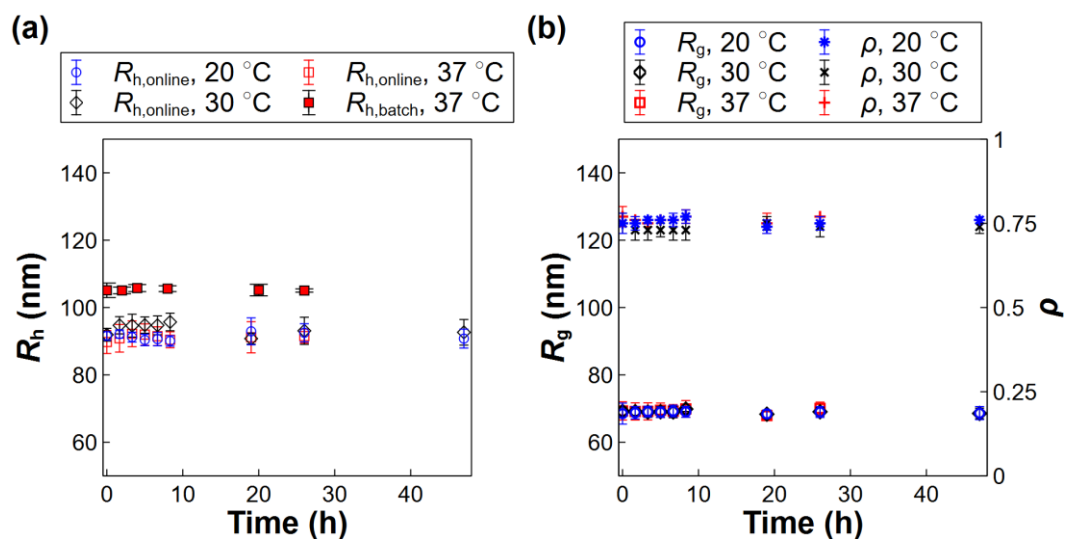 (a)
R_h,online, 20 °C R_h,online, 37 °C
R_h,online, 30 °C R_h,batch, 37 °C
140
120
100
80
60
R_h (nm)
0 10 20 30 40
Time (h)
(b)
R_g, 20 °C ρ, 20 °C
R_g, 30 °C ρ, 30 °C
R_g, 37 °C ρ, 37 °C
140
120
100
80
60
R_g (nm)
1
0.75
0.5
0.25
0
ρ
0 10 20 30 40
Time (h)